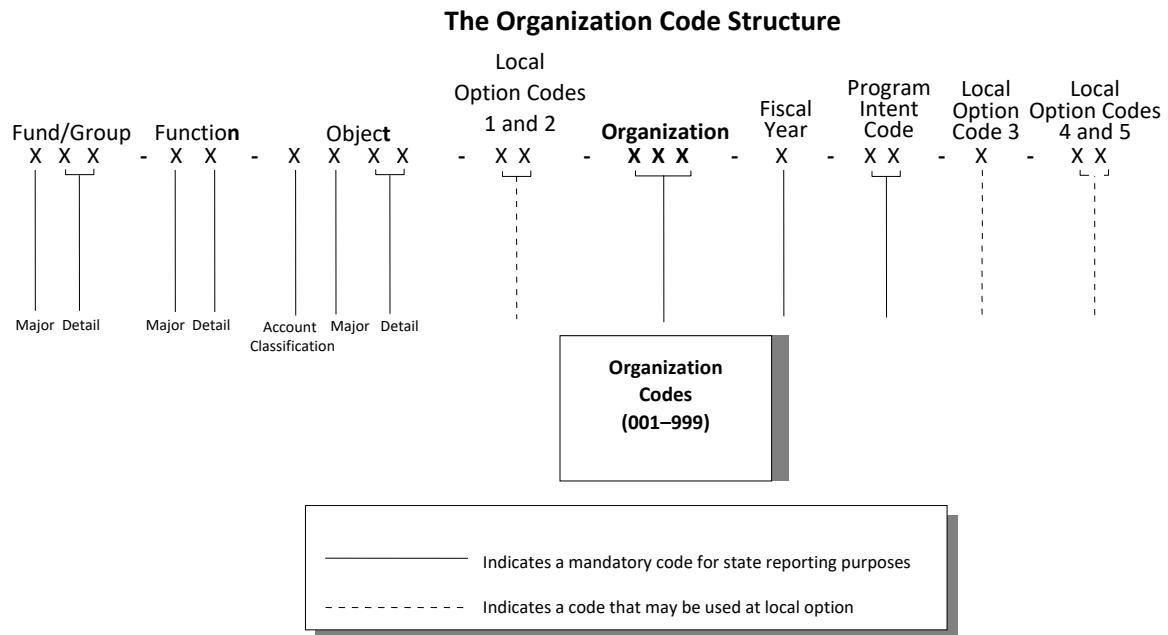 The Organization Code Structure
Local
Option Codes
1 and 2
Fund/Group
Function
Object
Organization
Fiscal
Year
Program
Intent
Code
Local
Option
Code 3
Local
Option Codes
4 and 5
X X X - X X - X X X X - X X - X X X - X - X X - X - X X
Major Detail Major Detail Account Major Detail
Classification
Organization
Codes
(001–999)
Indicates a mandatory code for state reporting purposes
Indicates a code that may be used at local option